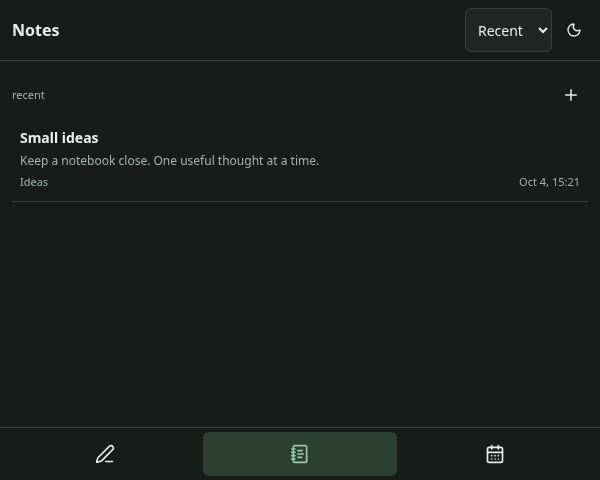 Notes
Recent
recent
Small ideas
Keep a notebook close. One useful thought at a time.
Ideas
Oct 4, 15:21